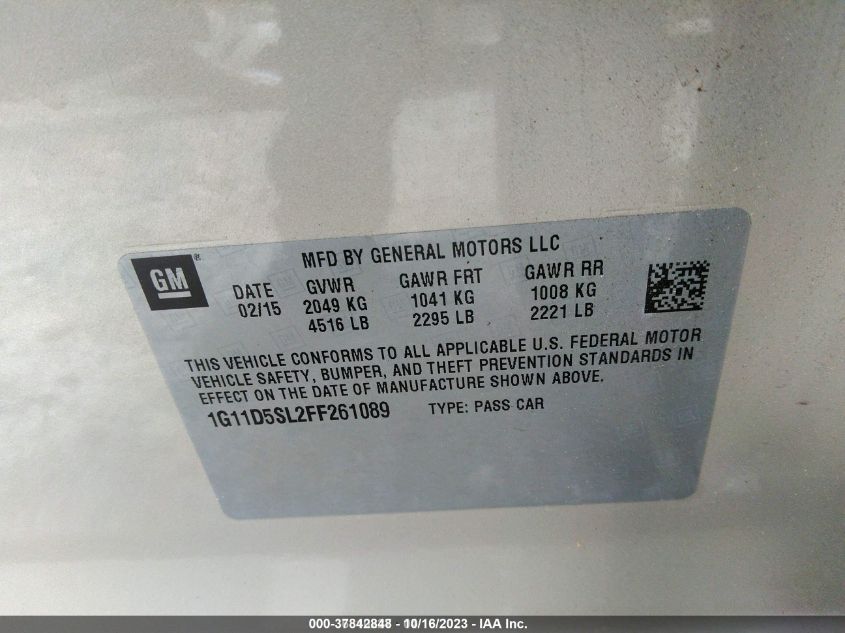 GM®
MFD BY GENERAL MOTORS LLC
DATE GVWR GAWR FRT GAWR RR
02/15 2049 KG 1041 KG 1008 KG
4516 LB 2295 LB 2221 LB
THIS VEHICLE CONFORMS TO ALL APPLICABLE U.S. FEDERAL MOTOR
VEHICLE SAFETY, BUMPER, AND THEFT PREVENTION STANDARDS IN
EFFECT ON THE DATE OF MANUFACTURE SHOWN ABOVE.
1G11D5SL2FF261089 TYPE: PASS CAR
000-37842848 - 10/16/2023 - IAA Inc.